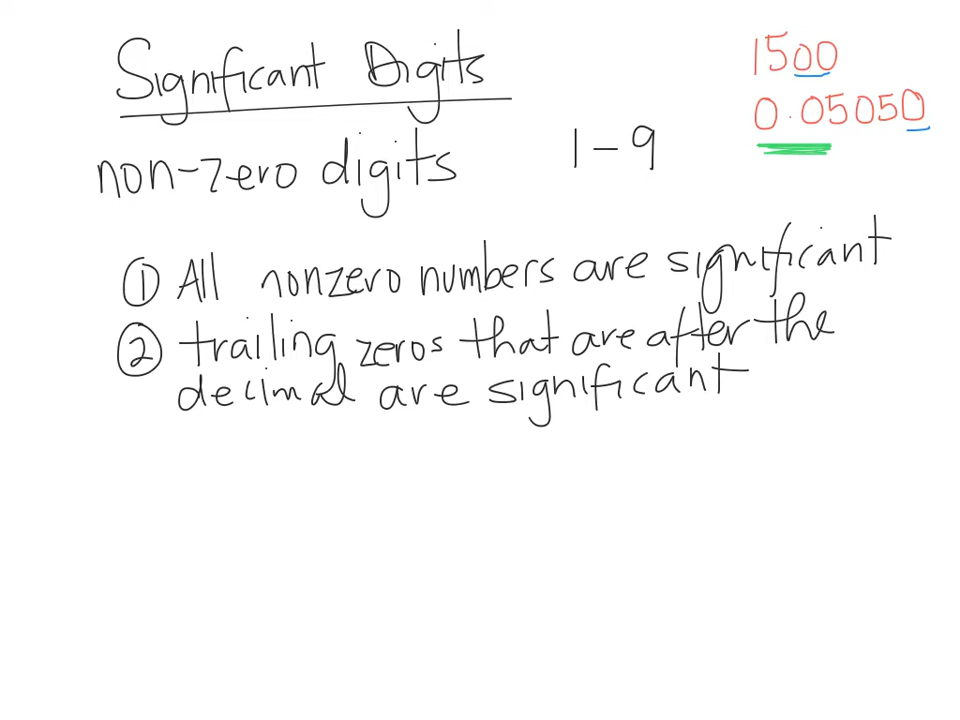 Significant Digits
1500
0.05050
non-zero digits 1-9
① All nonzero numbers are significant
② trailing zeros that are after the
decimal are significant